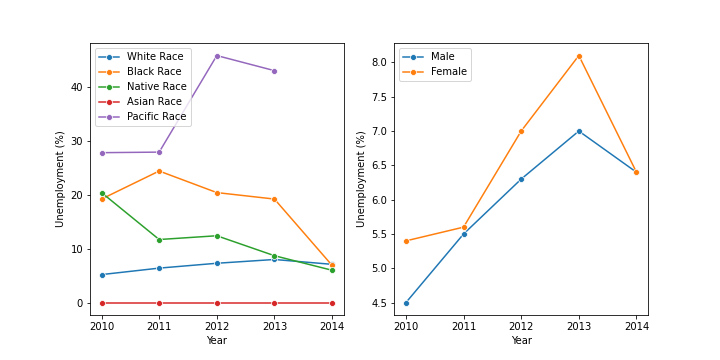 White Race
Black Race
Native Race
Asian Race
Pacific Race
Unemployment (%)
40
30
20
10
0
2010 2011 2012 2013 2014
Year
Male
Female
Unemployment (%)
8.0
7.5
7.0
6.5
6.0
5.5
5.0
4.5
2010 2011 2012 2013 2014
Year